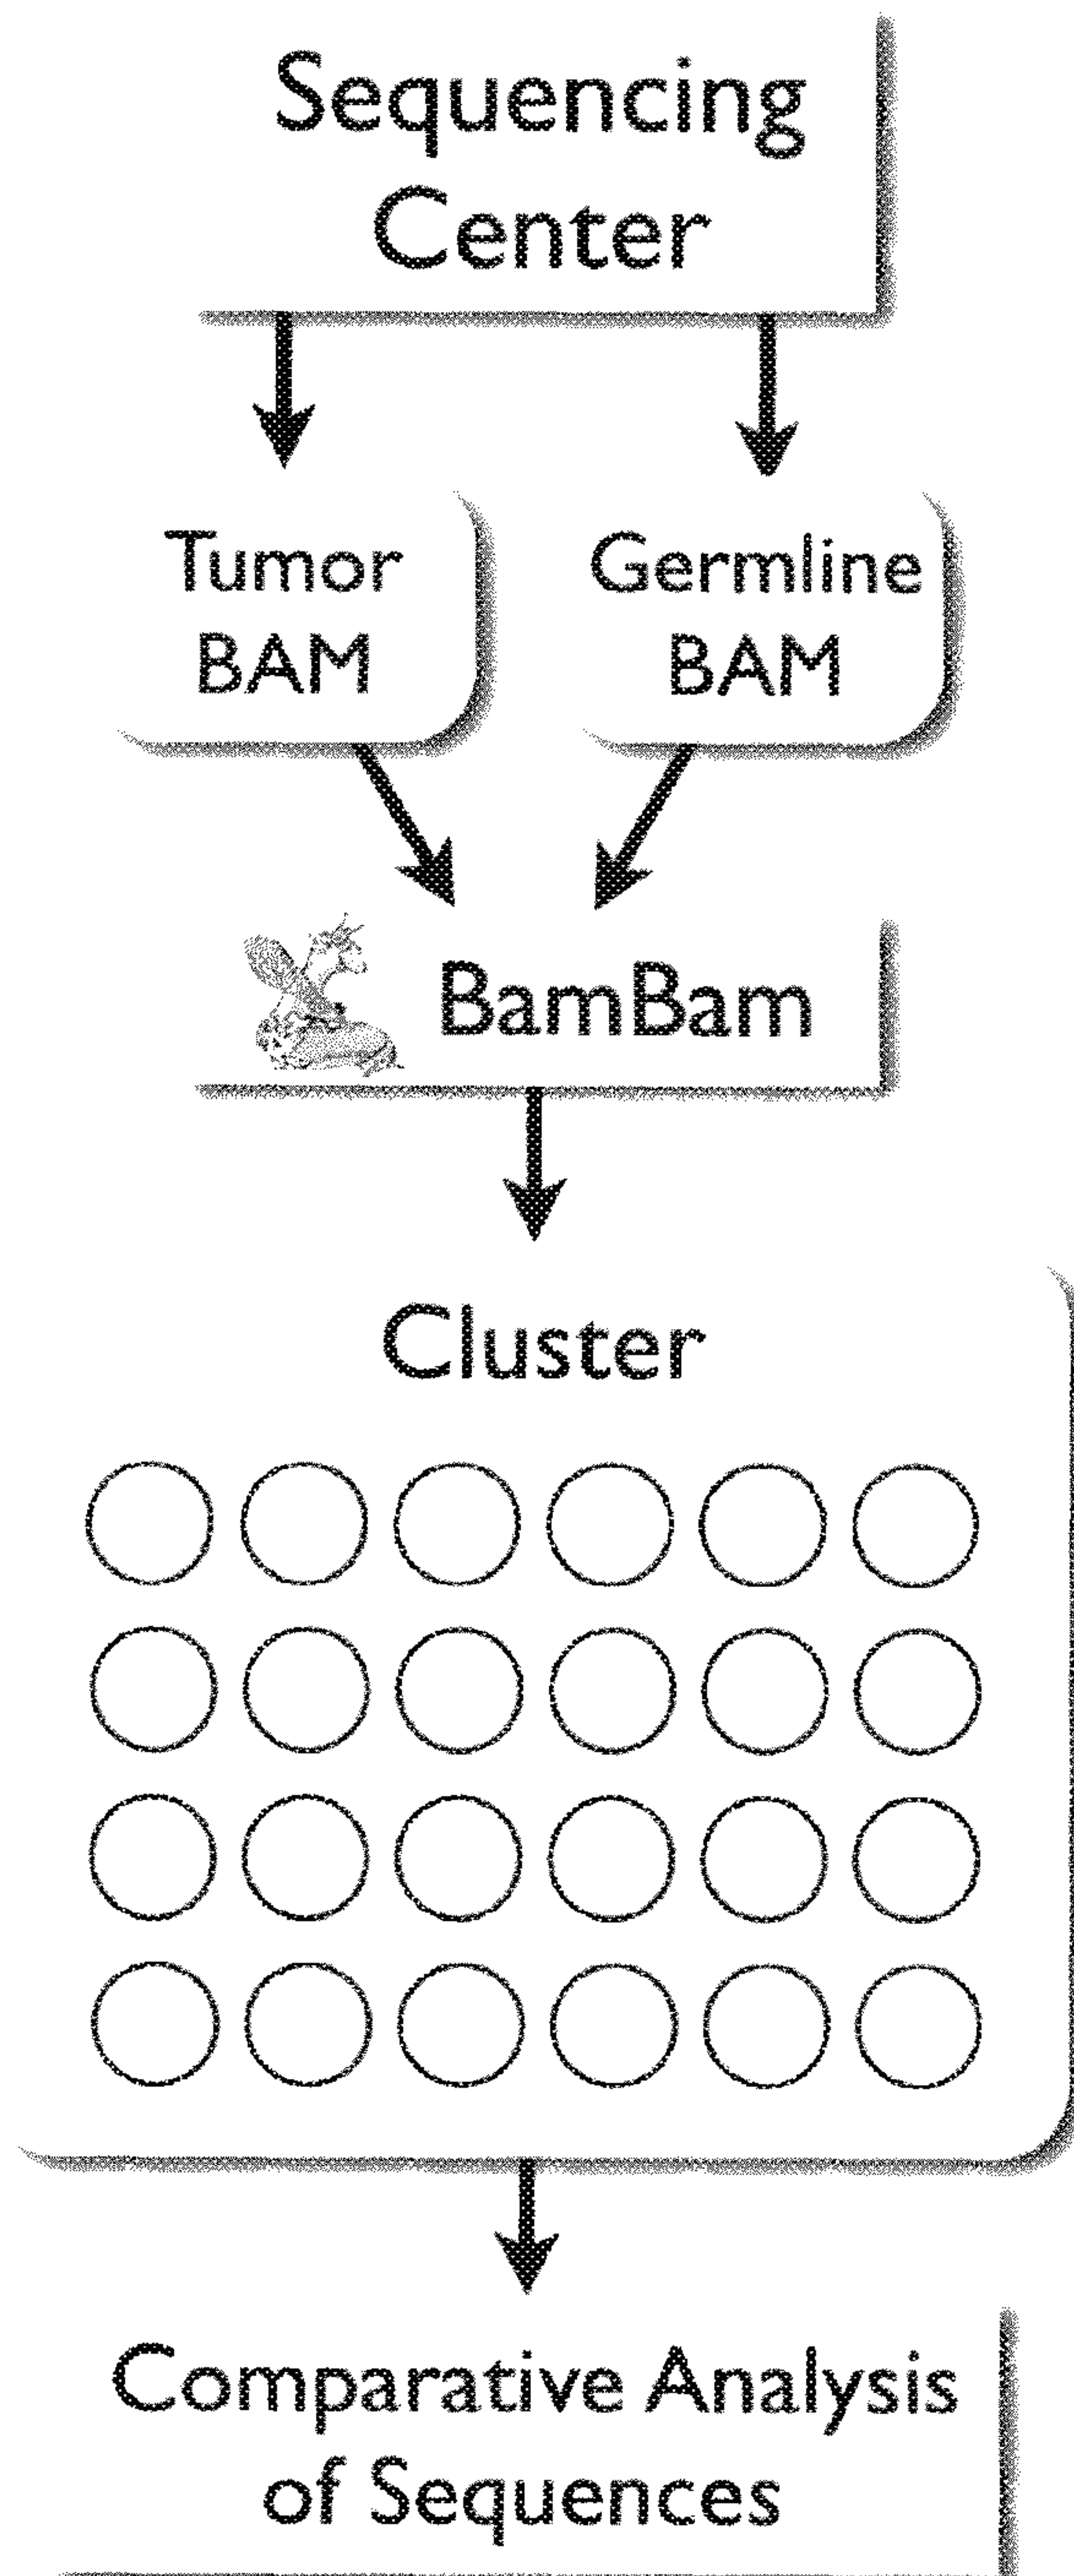 Sequencing
Center
Tumor
BAM
Germline
BAM
BamBam
Cluster
Comparative Analysis
of Sequences